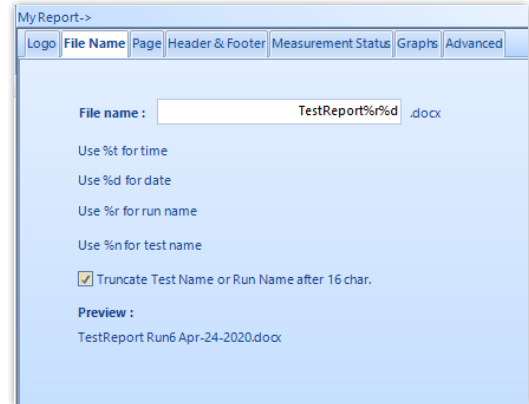 My Report->
Logo File Name Page Header & Footer Measurement Status Graphs Advanced
File name : TestReport%r%d .docx
Use %t for time
Use %d for date
Use %r for run name
Use %n for test name
Truncate Test Name or Run Name after 16 char.
Preview :
TestReport Run6 Apr-24-2020.docx